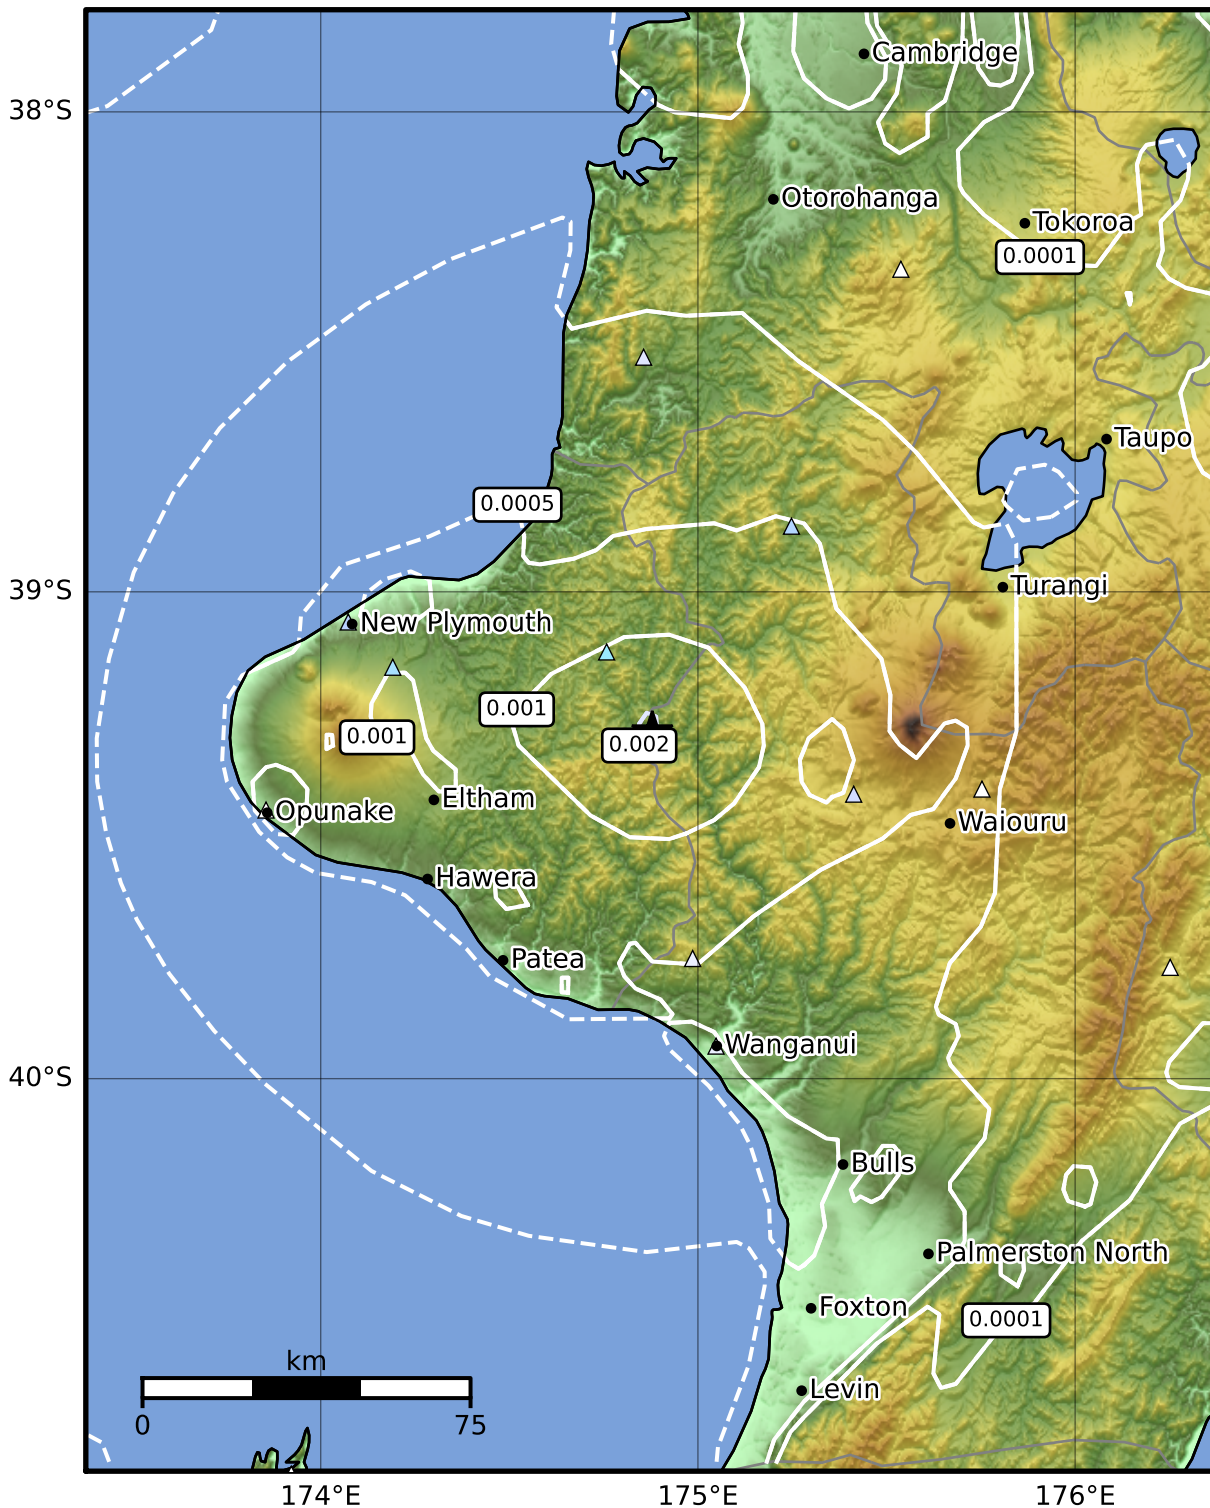 Cambridge
38°S
Otorohanga
Tokoroa
0.0001
Taupo
0.0005
Turangi
39°S
New Plymouth
0.001
0.001
0.002
Eltham
Opunake
Waiouru
Hawera
Patea
Wanganui
40°S
Bulls
Palmerston North
Foxton
0.0001
km
Levin
0
75
174°E
175°E
176°E